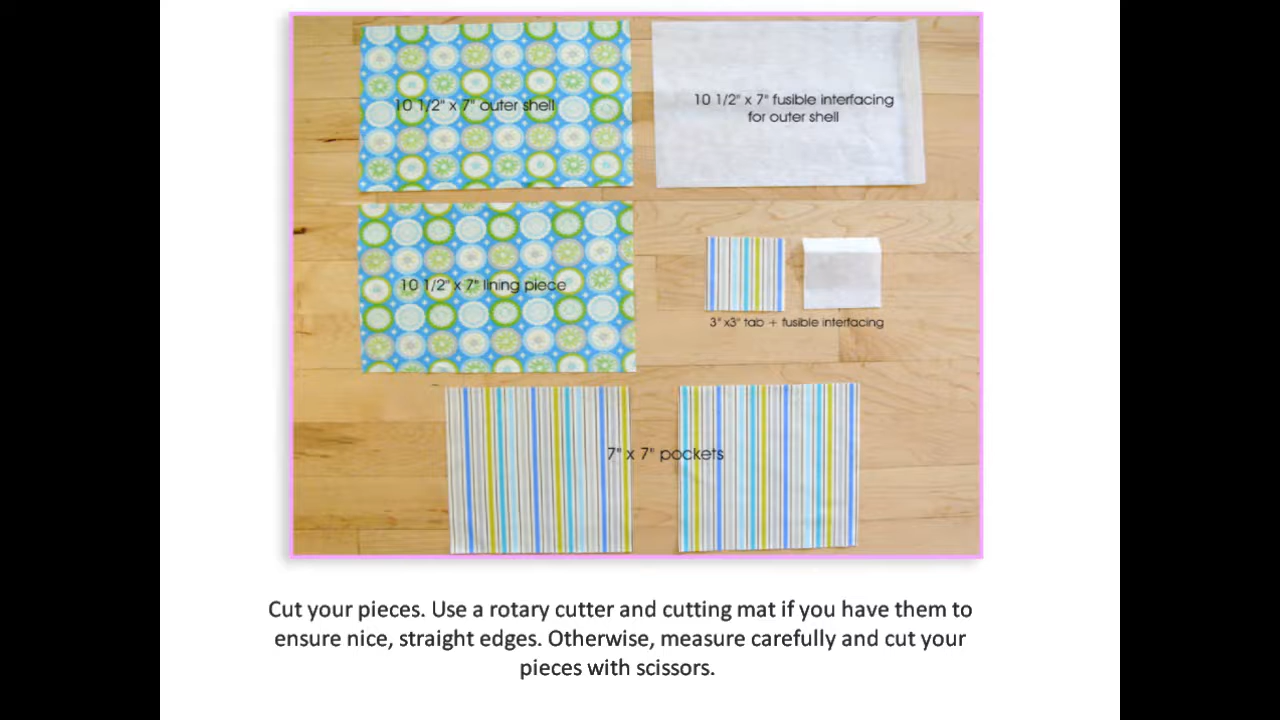 10 1/2" x 7" outer shell
10 1/2" x 7" fusible interfacing
for outer shell
10 1/2" x 7" lining piece
3" x3" tab + fusible interfacing
7" x 7" pockets
Cut your pieces. Use a rotary cutter and cutting mat if you have them to
ensure nice, straight edges. Otherwise, measure carefully and cut your
pieces with scissors.